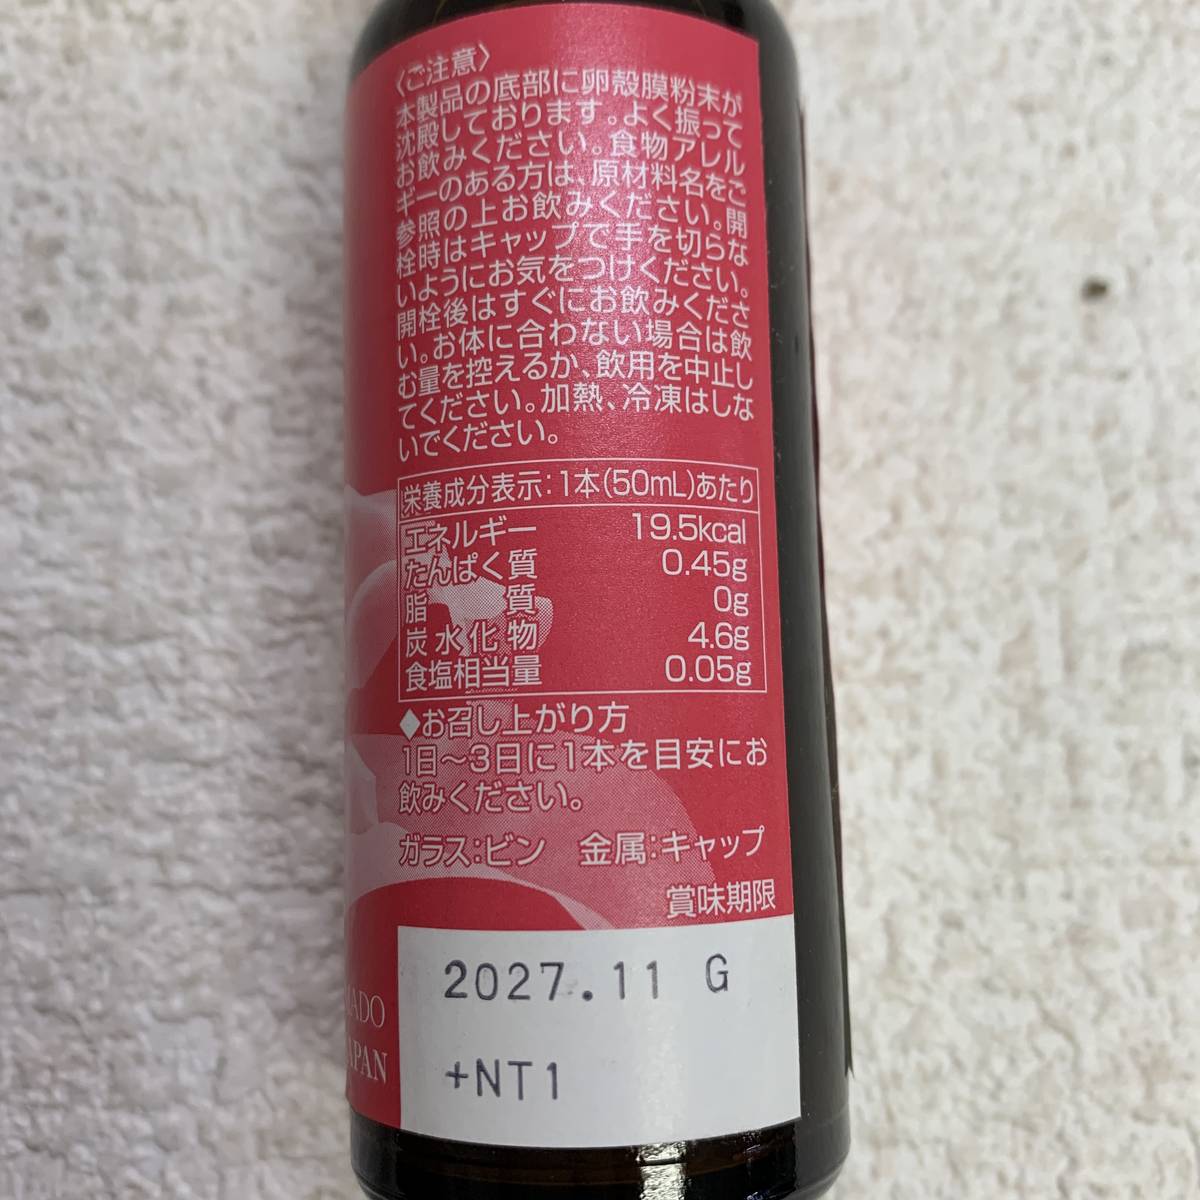 〈ご注意〉
本製品の底部に卵殻膜粉末が
沈殿しております。よく振って
お飲みください。食物アレル
ギーのある方は、原材料名をご
参照の上お飲みください。開
栓時はキャップで手を切らな
いようにお気をつけください。
開栓後はすぐにお飲みくださ
い。お体に合わない場合は飲
む量を控えるか、飲用を中止し
てください。加熱、冷凍はしな
いでください。
栄養成分表示:1本(50mL)あたり
エネルギー 19.5kcal
たんぱく質 0.45g
脂質 0g
炭水化物 4.6g
食塩相当量 0.05g
◆お召し上がり方
1日〜3日に1本を目安にお
飲みください。
ガラス:ビン 金属:キャップ
賞味期限
2027.11 G
+NT1